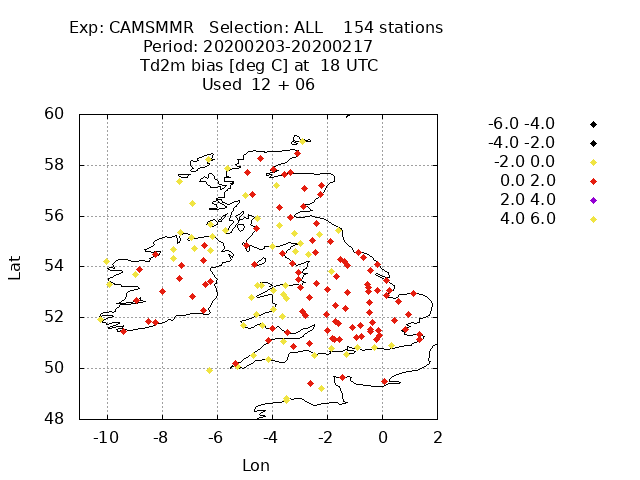 Exp: CAMSMMR Selection: ALL 154 stations
Period: 20200203-20200217
Td2m bias [deg C] at 18 UTC
Used 12 + 06
60
58
56
54
52
50
48
-10 -8 -6 -4 -2 0 2
Lat
Lon
-6.0 -4.0
-4.0 -2.0
-2.0 0.0
0.0 2.0
2.0 4.0
4.0 6.0